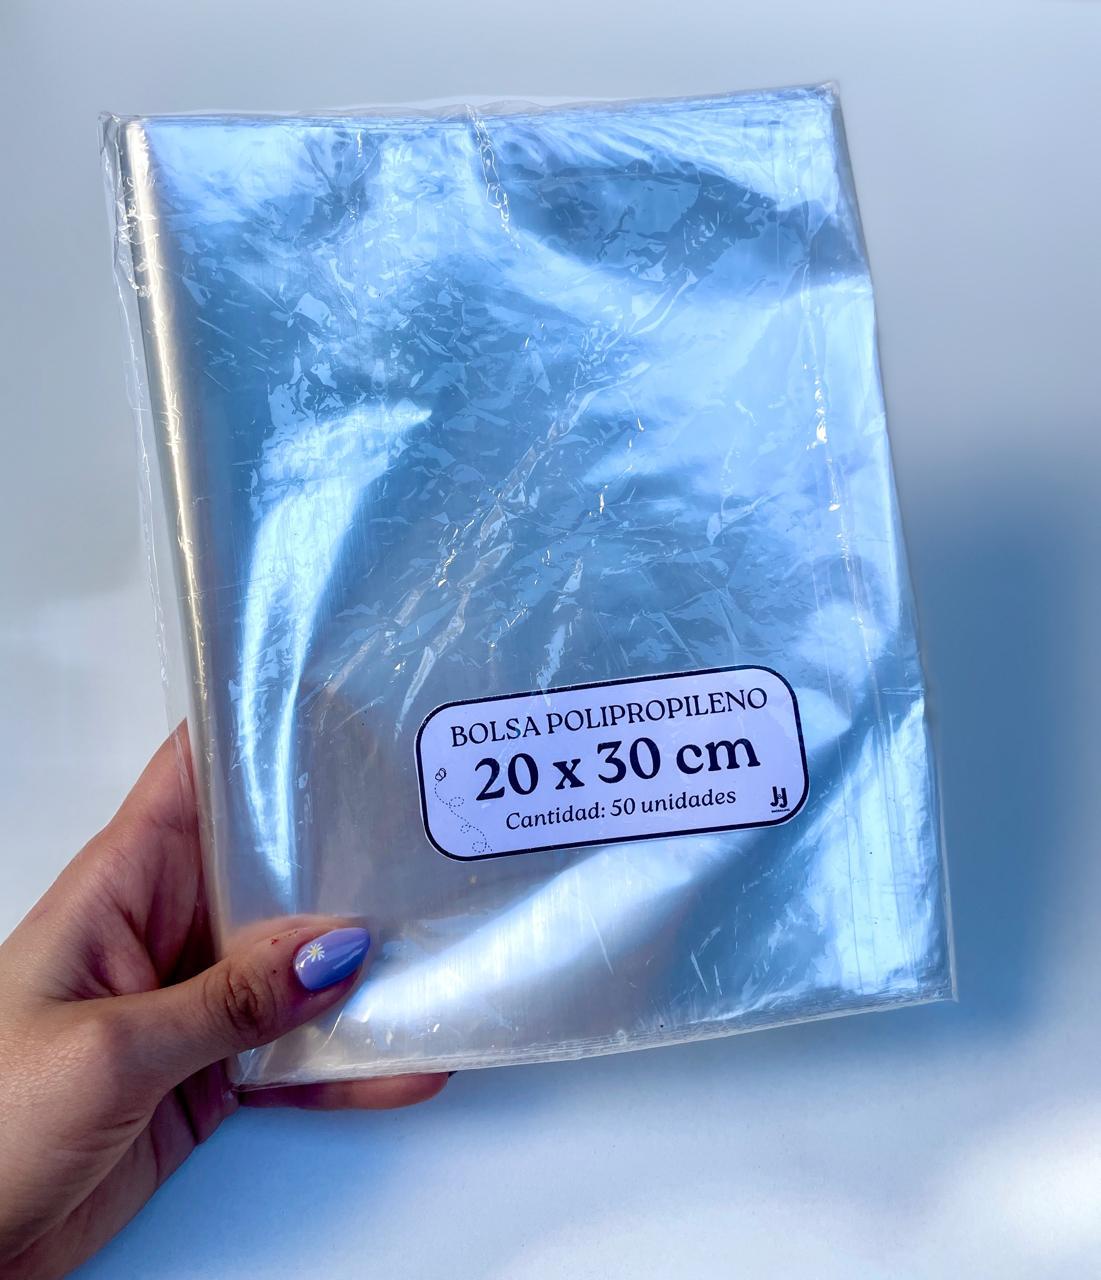 BOLSA POLIPROPILENO
20 x 30 cm
Cantidad: 50 unidades
J&J